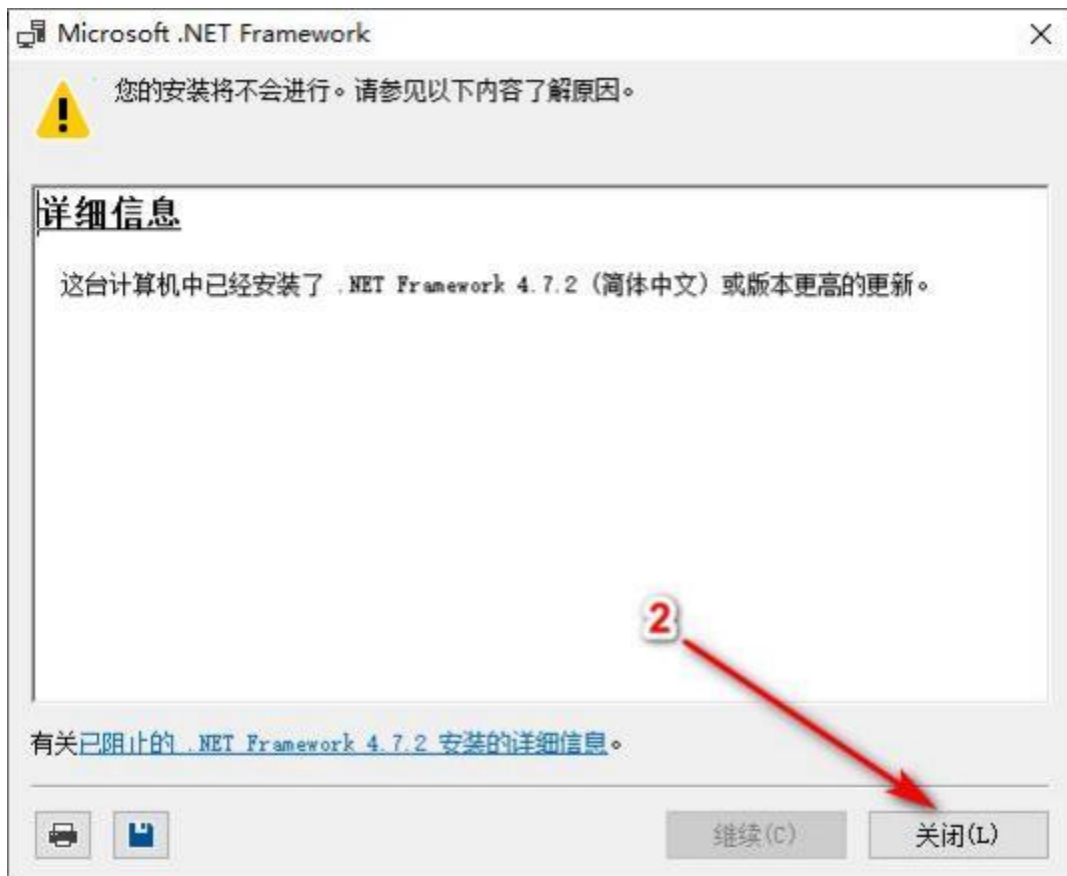 Microsoft .NET Framework
您的安装将不会进行。请参见以下内容了解原因。
详细信息
这台计算机中已经安装了 .NET Framework 4.7.2（简体中文）或版本更高的更新。
2
有关已阻止的 .NET Framework 4.7.2 安装的详细信息。
继续(C)
关闭(L)